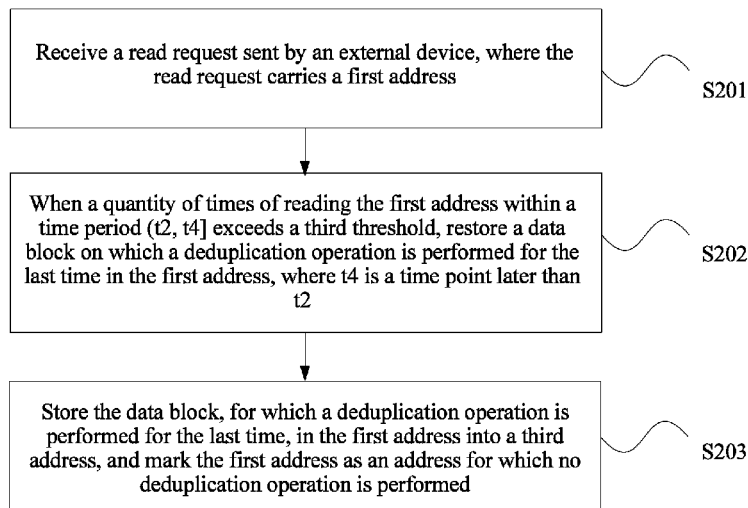 Receive a read request sent by an external device, where the
read request carries a first address
S201
When a quantity of times of reading the first address within a
time period (t2, t4] exceeds a third threshold, restore a data
block on which a deduplication operation is performed for the
last time in the first address, where t4 is a time point later than
t2
S202
Store the data block, for which a deduplication operation is
performed for the last time, in the first address into a third
address, and mark the first address as an address for which no
deduplication operation is performed
S203